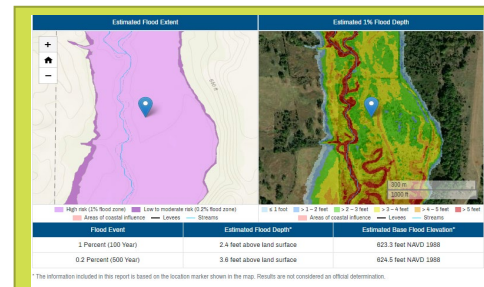 Estimated Flood Extent
Estimated 1% Flood Depth
+
−
300 m
1000 ft
High risk (1% flood zone) Low to moderate risk (0.2% flood zone)
Areas of coastal influence Levees Streams
≤ 1 foot > 1 – 2 feet > 2 – 3 feet > 3 – 4 feet > 4 – 5 feet > 5 feet
Areas of coastal influence Levees Streams
Flood Event Estimated Flood Depth* Estimated Base Flood Elevation*
1 Percent (100 Year) 2.4 feet above land surface 623.3 feet NAVD 1988
0.2 Percent (500 Year) 3.6 feet above land surface 624.5 feet NAVD 1988
* The information included in this report is based on the location marker shown in the map. Results are not considered an official determination.